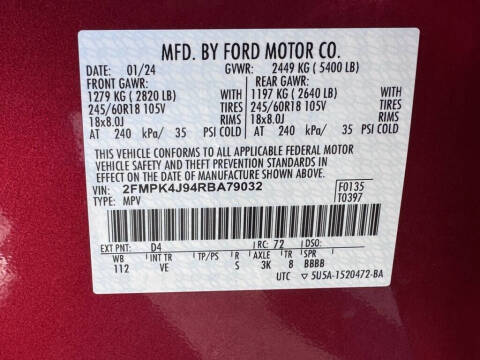 MFD. BY FORD MOTOR CO.
DATE: 01/24 GVWR: 2449 KG ( 5400 LB)
FRONT GAWR: REAR GAWR:
1279 KG ( 2820 LB) WITH 1197 KG ( 2640 LB) WITH
245/60R18 105V TIRES 245/60R18 105V TIRES
18x8.0J RIMS 18x8.0J RIMS
AT 240 kPa/ 35 PSI COLD AT 240 kPa/ 35 PSI COLD
THIS VEHICLE CONFORMS TO ALL APPLICABLE FEDERAL MOTOR
VEHICLE SAFETY AND THEFT PREVENTION STANDARDS IN
EFFECT ON THE DATE OF MANUFACTURE SHOWN ABOVE.
VIN: 2FMPK4J94RBA79032 F0135
TYPE: MPV T0397
EXT PNT: D4 RC: 72 DSO:
WB INT TR TP/PS R AXLE TR SPR
112 VE S 3K 8 BBBB
UTC ▽5U5A-1520472-BA